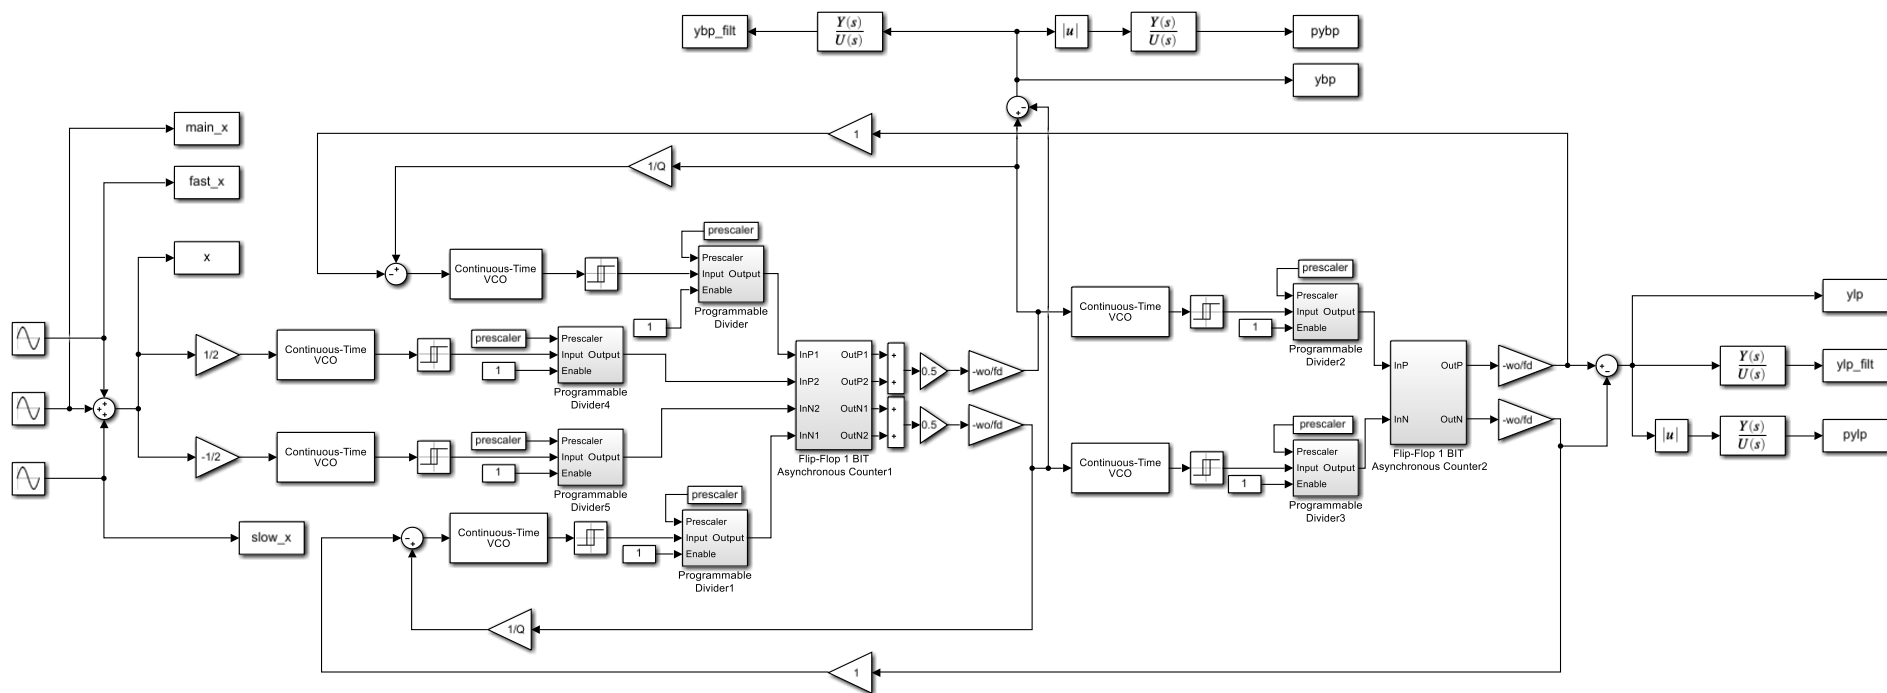 ybp_filt
Y(s)
U(s)
|u|
Y(s)
U(s)
pybp
ybp
-
+
main_x
1
1/Q
fast_x
x
prescaler
-
+
Continuous-Time
VCO
Prescaler
Input Output
Enable
1
Programmable
Divider
1/2
Continuous-Time
VCO
prescaler
1
Prescaler
Input Output
Enable
Programmable
Divider4
+
+
+
-1/2
Continuous-Time
VCO
prescaler
1
Prescaler
Input Output
Enable
Programmable
Divider5
slow_x
-
+
Continuous-Time
VCO
prescaler
1
Prescaler
Input Output
Enable
Programmable
Divider1
InP1
OutP1
InP2
OutP2
InN2
OutN1
InN1
OutN2
Flip-Flop 1 BIT
Asynchronous Counter1
+
+
+
+
0.5
-wo/fd
0.5
-wo/fd
Continuous-Time
VCO
prescaler
1
Prescaler
Input Output
Enable
Programmable
Divider2
Continuous-Time
VCO
prescaler
1
Prescaler
Input Output
Enable
Programmable
Divider3
InP
OutP
InN
OutN
Flip-Flop 1 BIT
Asynchronous Counter2
-wo/fd
-wo/fd
+
-
ylp
Y(s)
U(s)
ylp_filt
|u|
Y(s)
U(s)
pylp
1/Q
1